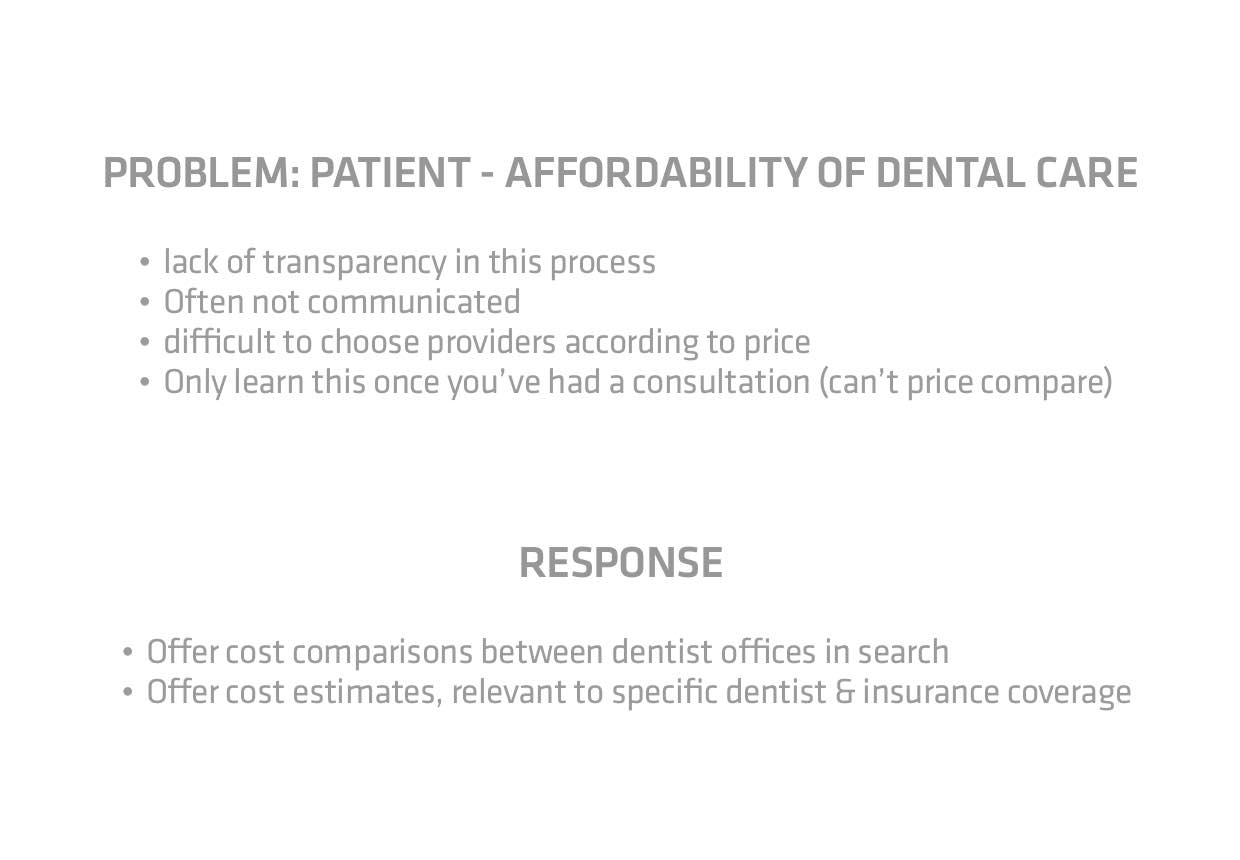 PROBLEM: PATIENT - AFFORDABILITY OF DENTAL CARE
• lack of transparency in this process
• Often not communicated
• difficult to choose providers according to price
• Only learn this once you’ve had a consultation (can’t price compare)
RESPONSE
• Offer cost comparisons between dentist offices in search
• Offer cost estimates, relevant to specific dentist & insurance coverage